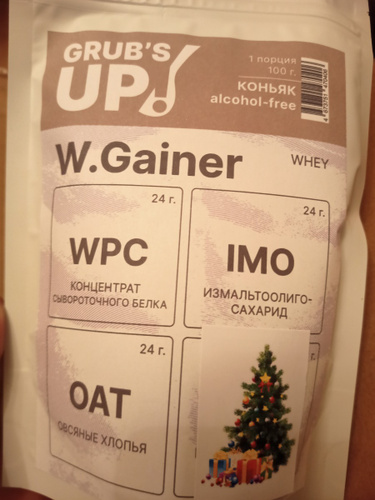 GRUB'S
UP!
1 порция
100 г.
КОНЬЯК
alcohol-free
W.Gainer
WHEY
24 г.
WPC
КОНЦЕНТРАТ
СЫВОРОТОЧНОГО БЕЛКА
24 г.
IMO
ИЗМАЛЬТООЛИГО-
САХАРИД
24 г.
OAT
ОВСЯНЫЕ ХЛОПЬЯ